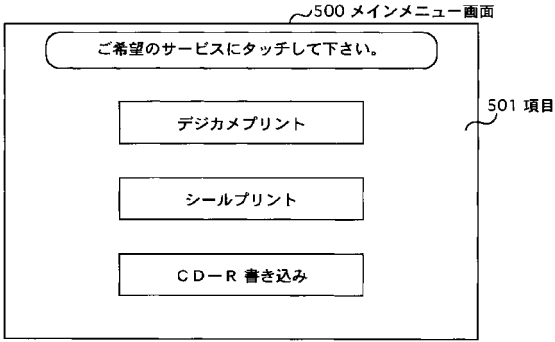 500 メインメニュー画面
ご希望のサービスにタッチして下さい。
501 項目
デジカメプリント
シールプリント
CD－R 書き込み